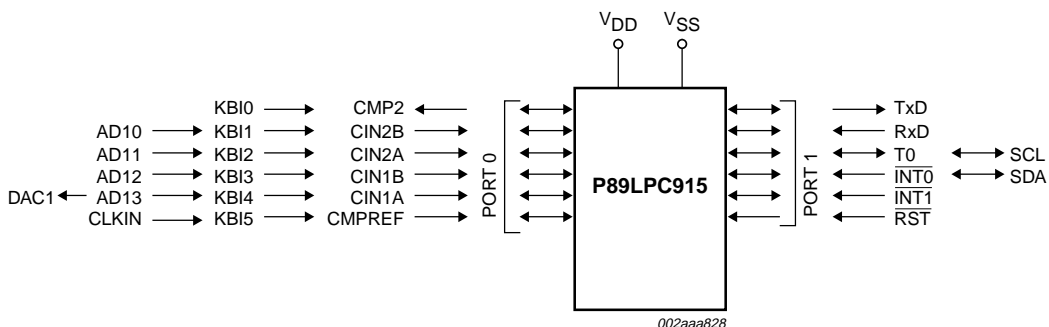 VDD VSS
KBI0 CMP2 TxD
AD10 KBI1 CIN2B RxD
AD11 KBI2 CIN2A T0 SCL
AD12 KBI3 CIN1B INT0 SDA
DAC1 AD13 KBI4 CIN1A INT1
CLKIN KBI5 CMPREF RST
PORT 0
P89LPC915
PORT 1
002aaa828